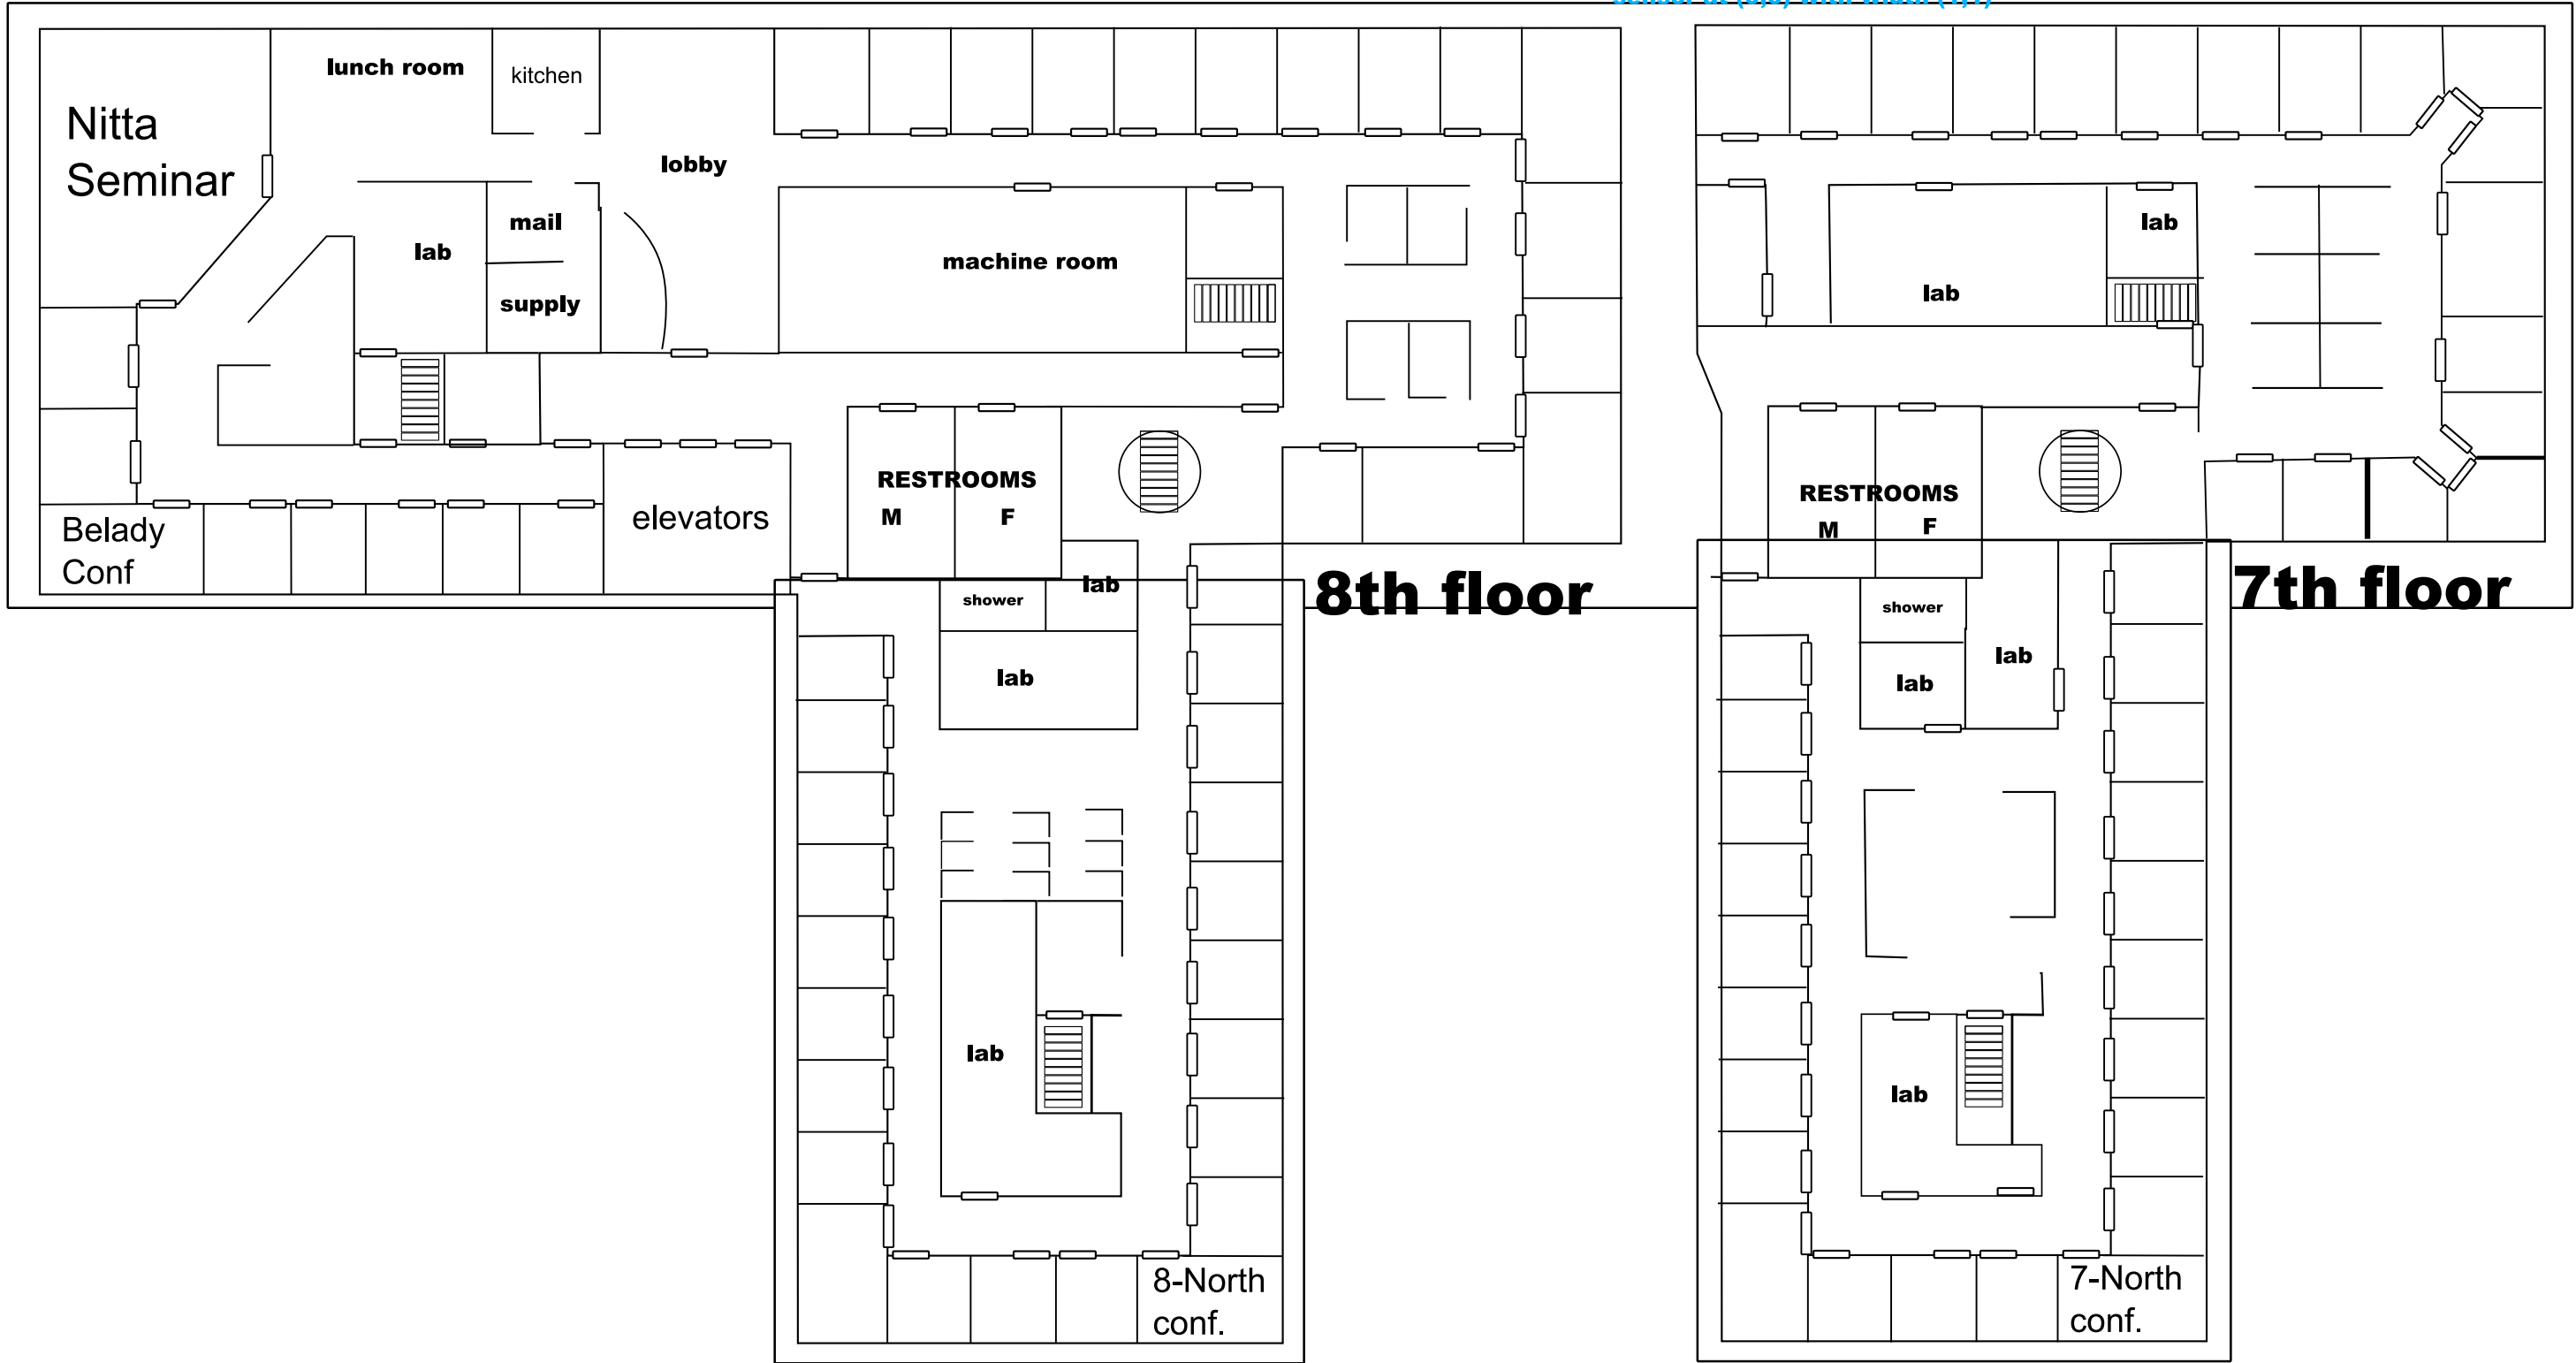 lunch room
kitchen
Nitta
Seminar
lobby
lab
mail
supply
machine room
RESTROOMS
M F
elevators
Belady
Conf
shower
lab
lab
lab
8-North
conf.
8th floor
lab
lab
RESTROOMS
M F
shower
lab
lab
lab
7-North
conf.
7th floor